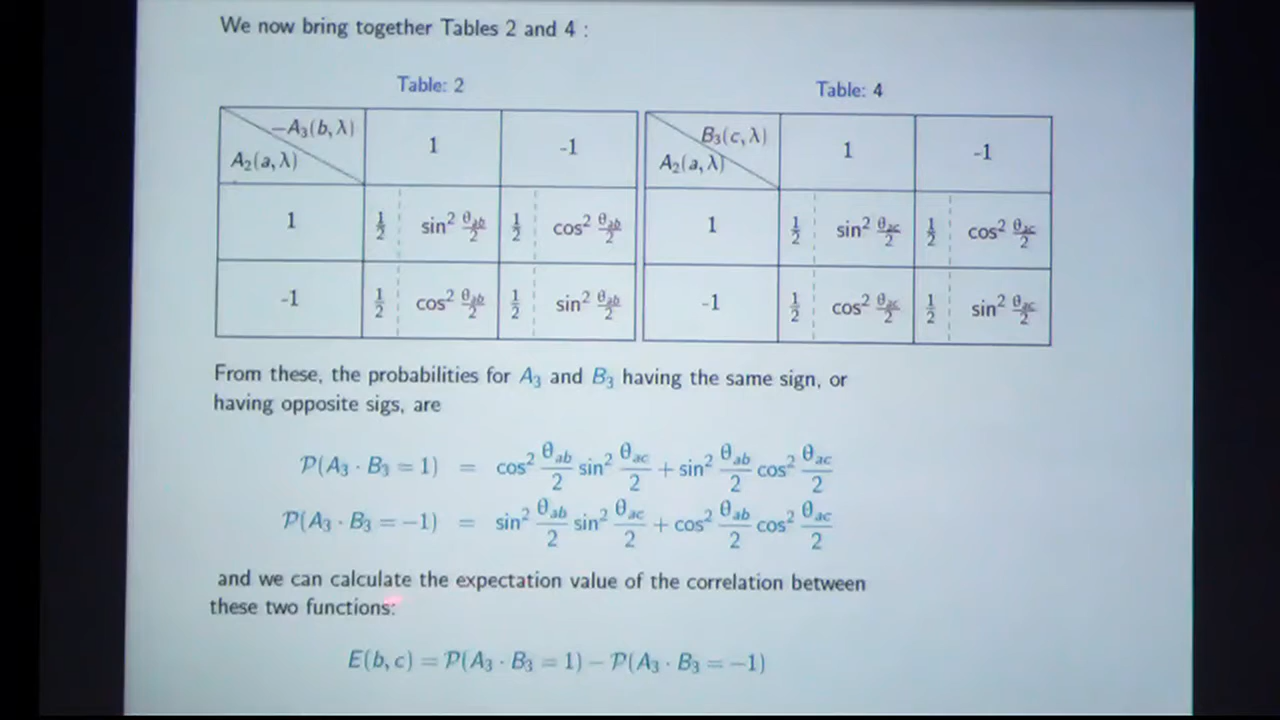 We now bring together Tables 2 and 4 :
Table: 2
Table: 4
−A₃(b, λ) 1 -1
A₂(a, λ)
1 1/2 sin² θ_ab/2 1/2 cos² θ_ab/2
-1 1/2 cos² θ_ab/2 1/2 sin² θ_ab/2
B₃(c, λ) 1 -1
A₂(a, λ)
1 1/2 sin² θ_ac/2 1/2 cos² θ_ac/2
-1 1/2 cos² θ_ac/2 1/2 sin² θ_ac/2
From these, the probabilities for A₃ and B₃ having the same sign, or
having opposite sigs, are
P(A₃ · B₃ = 1) = cos² θ_ab/2 sin² θ_ac/2 + sin² θ_ab/2 cos² θ_ac/2
P(A₃ · B₃ = −1) = sin² θ_ab/2 sin² θ_ac/2 + cos² θ_ab/2 cos² θ_ac/2
and we can calculate the expectation value of the correlation between
these two functions:
E(b, c) = P(A₃ · B₃ = 1) − P(A₃ · B₃ = −1)